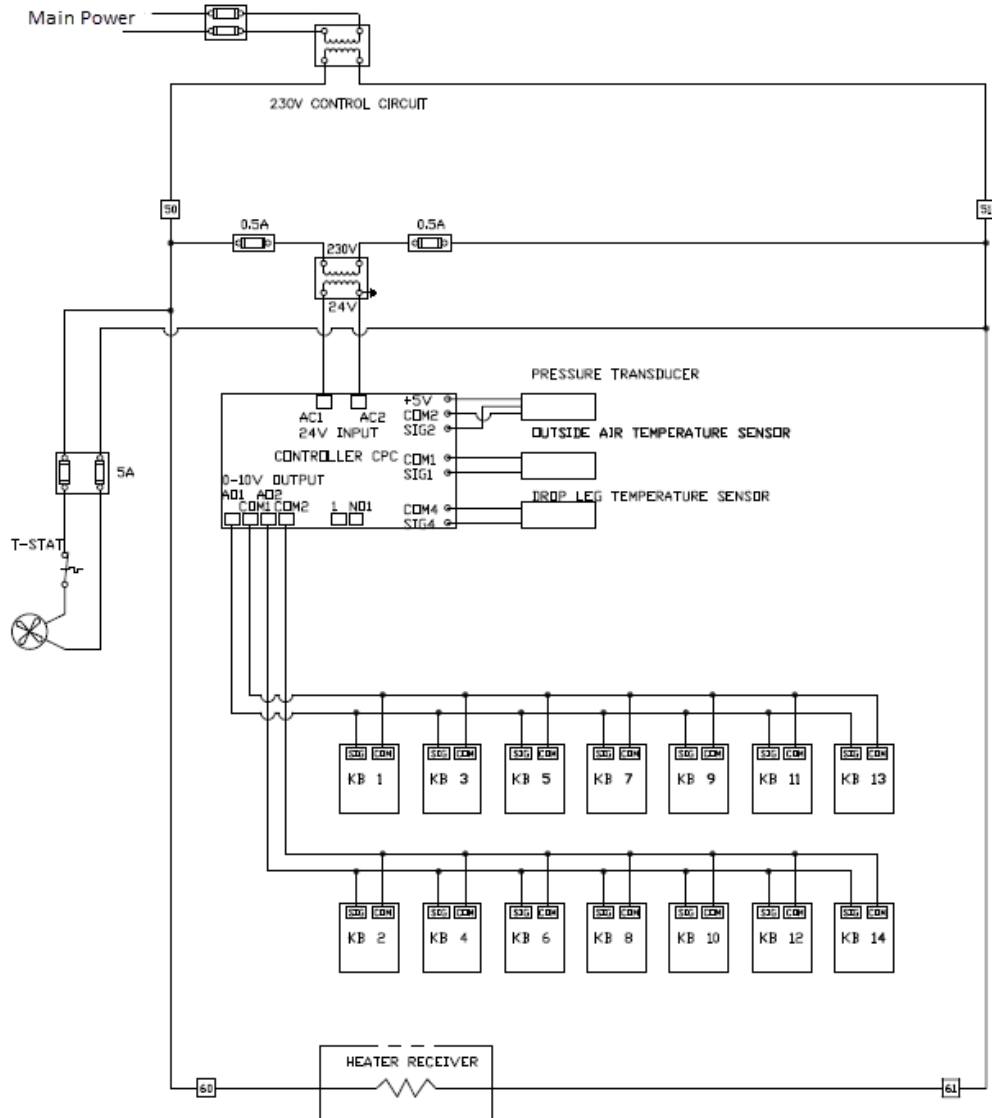 Main Power
230V CONTROL CIRCUIT
50
51
0.5A
0.5A
230V
24V
PRESSURE TRANSDUCER
+5V
AC1
AC2
COM2
24V INPUT
SIG2
OUTSIDE AIR TEMPERATURE SENSOR
CONTROLLER CPC
COM1
5A
SIG1
0-10V OUTPUT
AO1
AO2
DROP LEG TEMPERATURE SENSOR
COM1
COM2
1
NO1
COM4
SIG4
T-STAT
SIG COM
SIG COM
SIG COM
SIG COM
SIG COM
SIG COM
SIG COM
KB 1
KB 3
KB 5
KB 7
KB 9
KB 11
KB 13
SIG COM
SIG COM
SIG COM
SIG COM
SIG COM
SIG COM
SIG COM
KB 2
KB 4
KB 6
KB 8
KB 10
KB 12
KB 14
HEATER RECEIVER
60
61